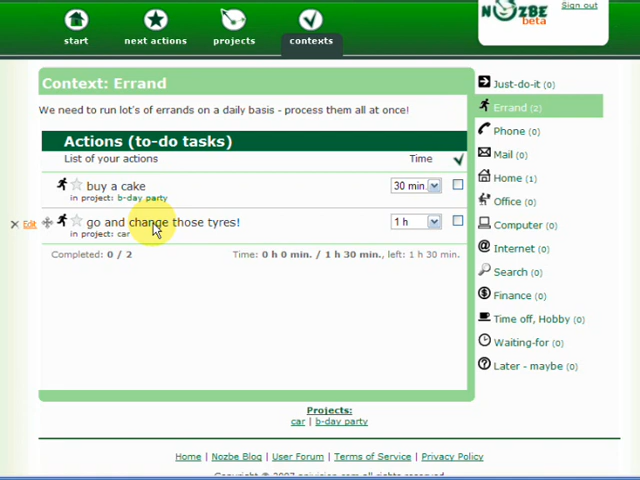 NOZBE
beta
Sign out
start
next actions
projects
contexts
Context: Errand
We need to run lot's of errands on a daily basis - process them all at once!
Actions (to-do tasks)
List of your actions
Time
buy a cake
30 min
in project: b-day party
Edit
go and change those tyres!
1 h
in project: car
Completed: 0 / 2
Time: 0 h 0 min. / 1 h 30 min., left: 1 h 30 min.
Just-do-it (0)
Errand (2)
Phone (0)
Mail (0)
Home (1)
Office (0)
Computer (0)
Internet (0)
Search (0)
Finance (0)
Time off, Hobby (0)
Waiting-for (0)
Later - maybe (0)
Projects:
car | b-day party
Home | Nozbe Blog | User Forum | Terms of Service | Privacy Policy
Copyright © 2007